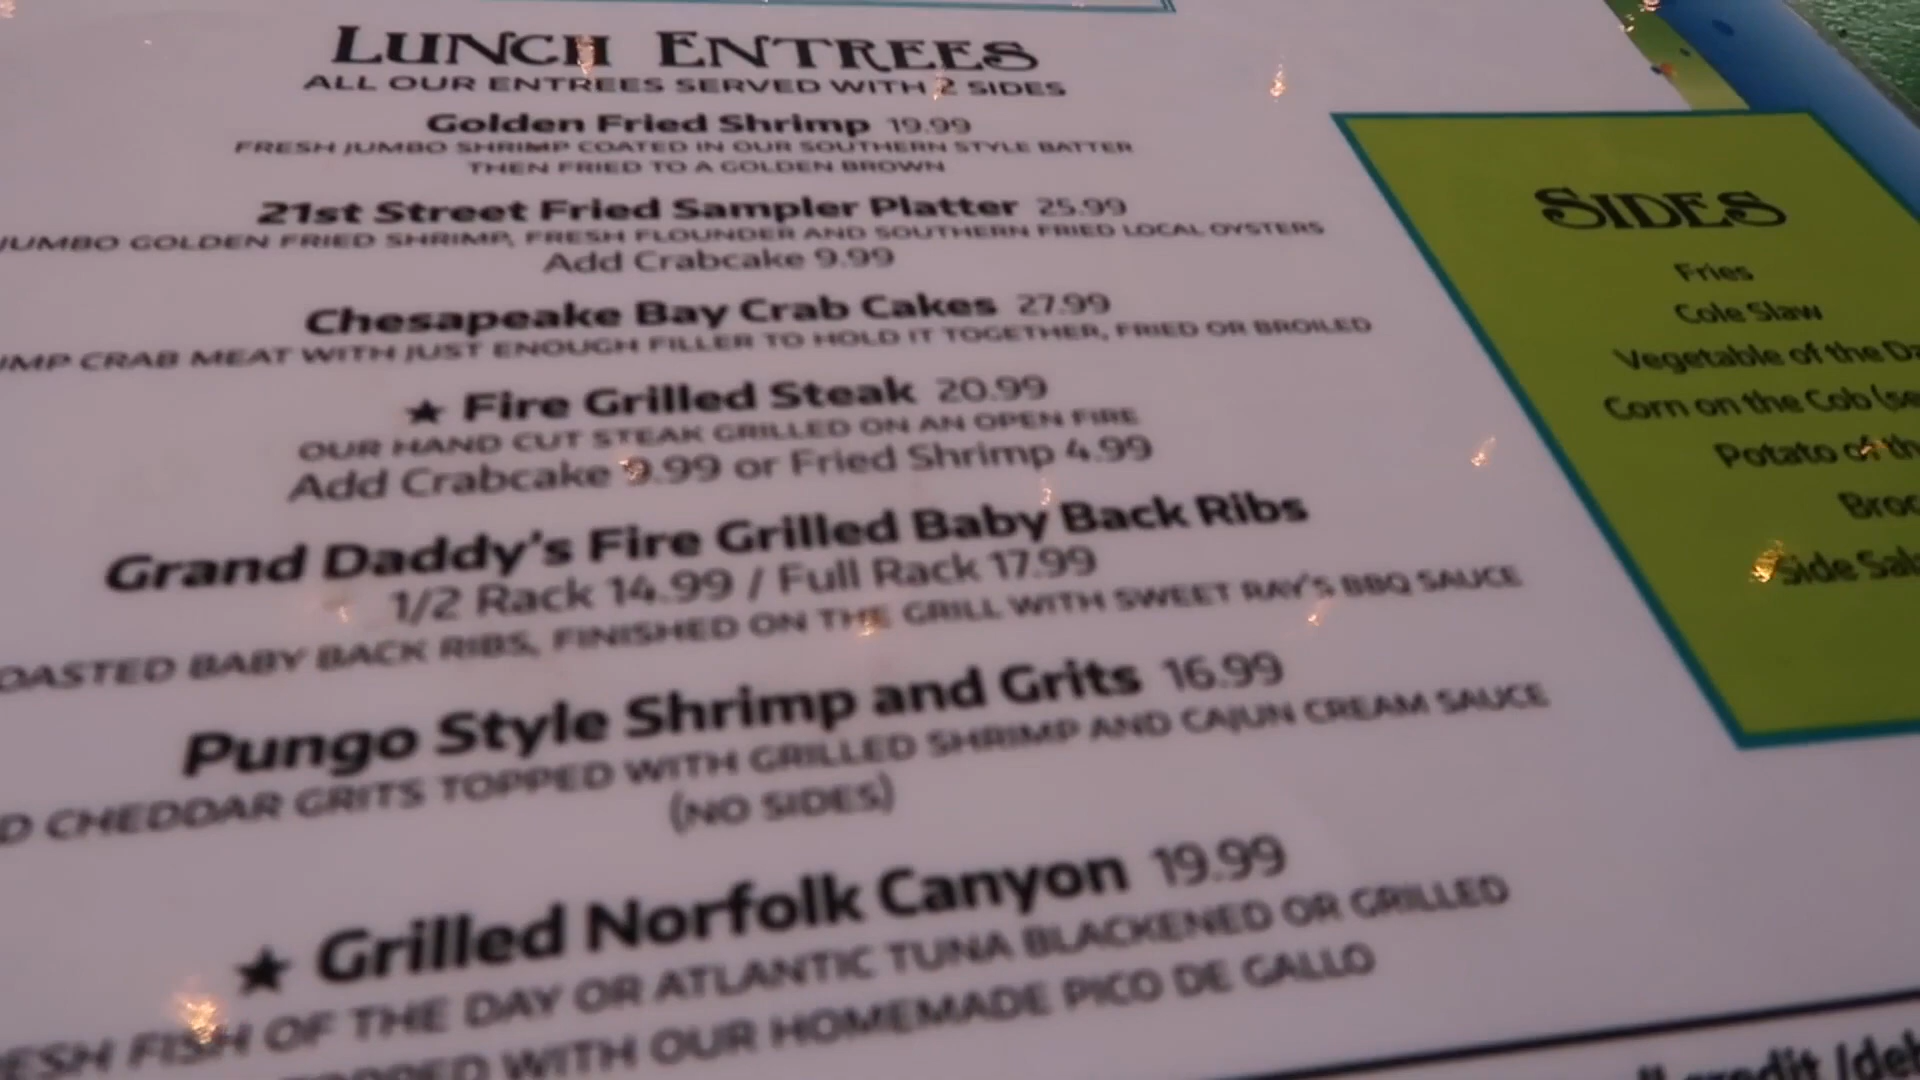 LUNCH ENTREES
ALL OUR ENTREES SERVED WITH 2 SIDES
Golden Fried Shrimp 19.99
FRESH JUMBO SHRIMP COATED IN OUR SOUTHERN STYLE BATTER
THEN FRIED TO A GOLDEN BROWN
21st Street Fried Sampler Platter 25.99
JUMBO GOLDEN FRIED SHRIMP, FRESH FLOUNDER AND SOUTHERN FRIED LOCAL OYSTERS
Add Crabcake 9.99
Chesapeake Bay Crab Cakes 27.99
CRAB MEAT WITH JUST ENOUGH FILLER TO HOLD IT TOGETHER, FRIED OR BROILED
★ Fire Grilled Steak 20.99
OUR HAND CUT STEAK GRILLED ON AN OPEN FIRE
Add Crabcake 9.99 or Fried Shrimp 4.99
Grand Daddy's Fire Grilled Baby Back Ribs
1/2 Rack 14.99 / Full Rack 17.99
BABY BACK RIBS, FINISHED ON THE GRILL WITH SWEET RAY'S BBQ SAUCE
Pungo Style Shrimp and Grits 16.99
CHEDDAR GRITS TOPPED WITH GRILLED SHRIMP AND CAJUN CREAM SAUCE
(NO SIDES)
★ Grilled Norfolk Canyon 19.99
FISH OF THE DAY OR ATLANTIC TUNA BLACKENED OR GRILLED
WITH OUR HOMEMADE PICO DE GALLO
SIDES
Fries
Cole Slaw
Vegetable of the
Corn on the Cob
Potato of
Side
credit